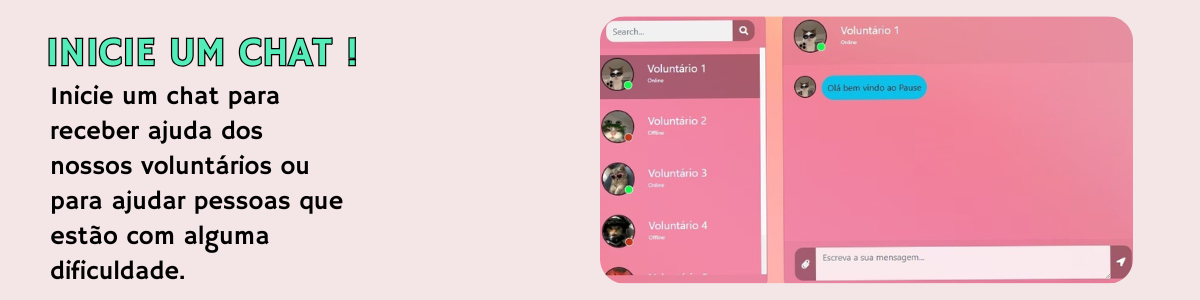 INICIE UM CHAT !
Inicie um chat para
receber ajuda dos
nossos voluntários ou
para ajudar pessoas que
estão com alguma
dificuldade.
Search...
Voluntário 1
Online
Voluntário 2
Offline
Voluntário 3
Online
Voluntário 4
Offline
Voluntário 1
Online
Olá bem vindo ao Pause
Escreva a sua mensagem...